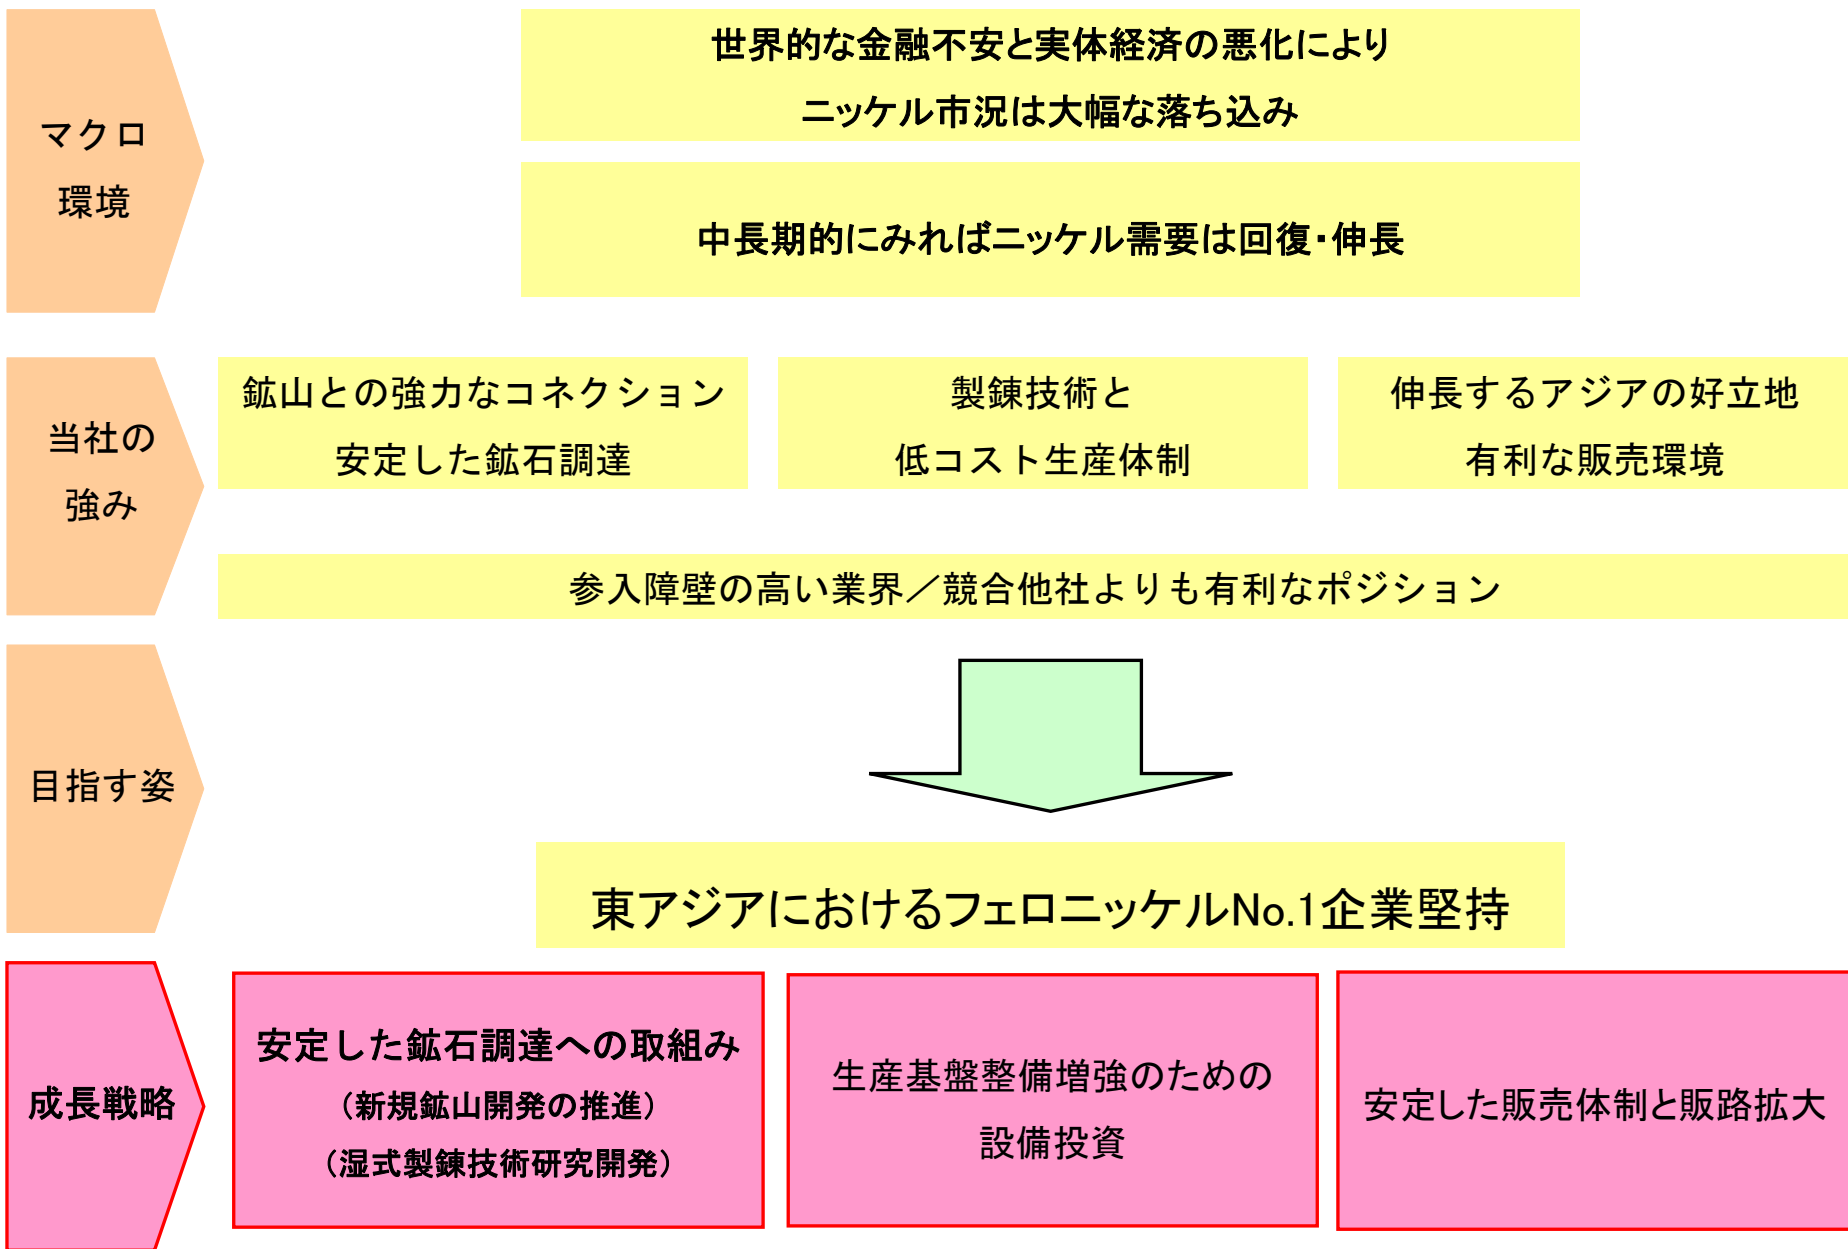 マクロ
環境
世界的な金融不安と実体経済の悪化により
ニッケル市況は大幅な落ち込み
中長期的にみればニッケル需要は回復・伸長
当社の
強み
鉱山との強力なコネクション
安定した鉱石調達
製錬技術と
低コスト生産体制
伸長するアジアの好立地
有利な販売環境
参入障壁の高い業界／競合他社よりも有利なポジション
目指す姿
東アジアにおけるフェロニッケルNo.1企業堅持
成長戦略
安定した鉱石調達への取組み
（新規鉱山開発の推進）
（湿式製錬技術研究開発）
生産基盤整備増強のための
設備投資
安定した販売体制と販路拡大